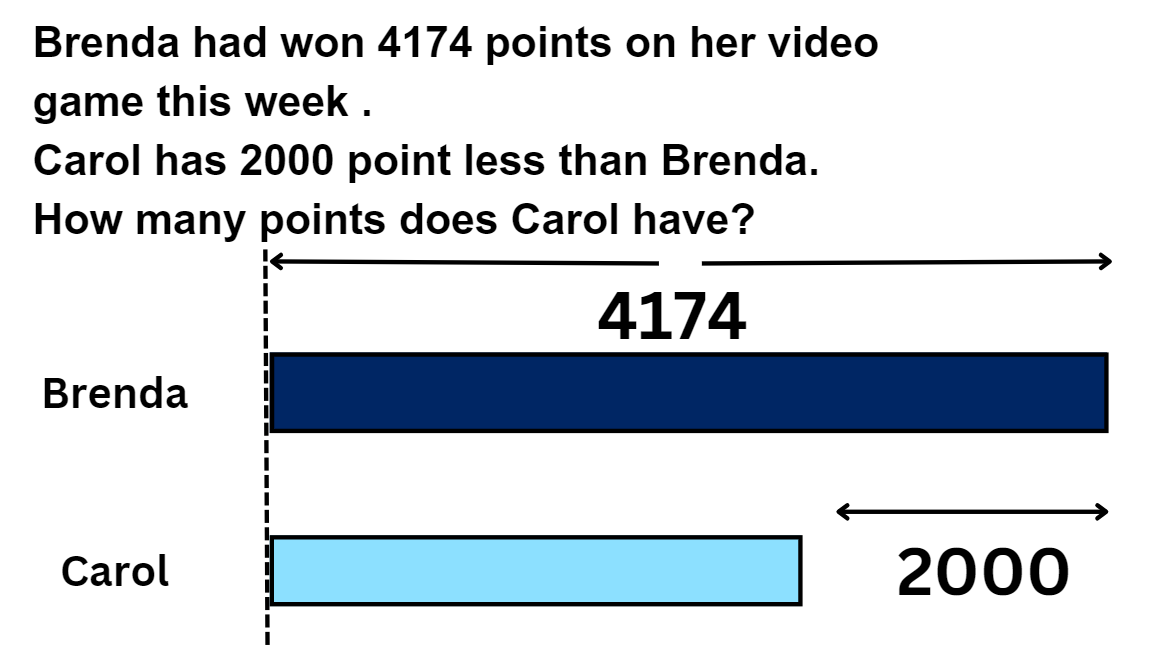 Brenda had won 4174 points on her video
game this week .
Carol has 2000 point less than Brenda.
How many points does Carol have?
4174
Brenda
Carol
2000